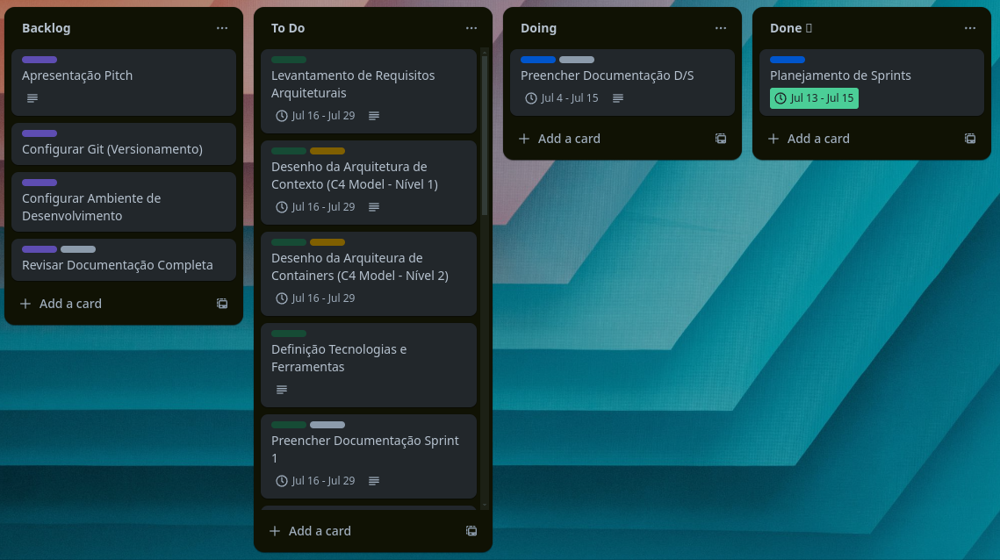 Backlog
Apresentação Pitch
Configurar Git (Versionamento)
Configurar Ambiente de
Desenvolvimento
Revisar Documentação Completa
Add a card
To Do
Levantamento de Requisitos
Arquiteturais
Jul 16 - Jul 29
Desenho da Arquitetura de
Contexto (C4 Model - Nível 1)
Jul 16 - Jul 29
Desenho da Arquiteura de
Containers (C4 Model - Nível 2)
Jul 16 - Jul 29
Definição Tecnologias e
Ferramentas
Preencher Documentação Sprint
1
Jul 16 - Jul 29
Add a card
Doing
Preencher Documentação D/S
Jul 4 - Jul 15
Add a card
Done
Planejamento de Sprints
Jul 13 - Jul 15
Add a card